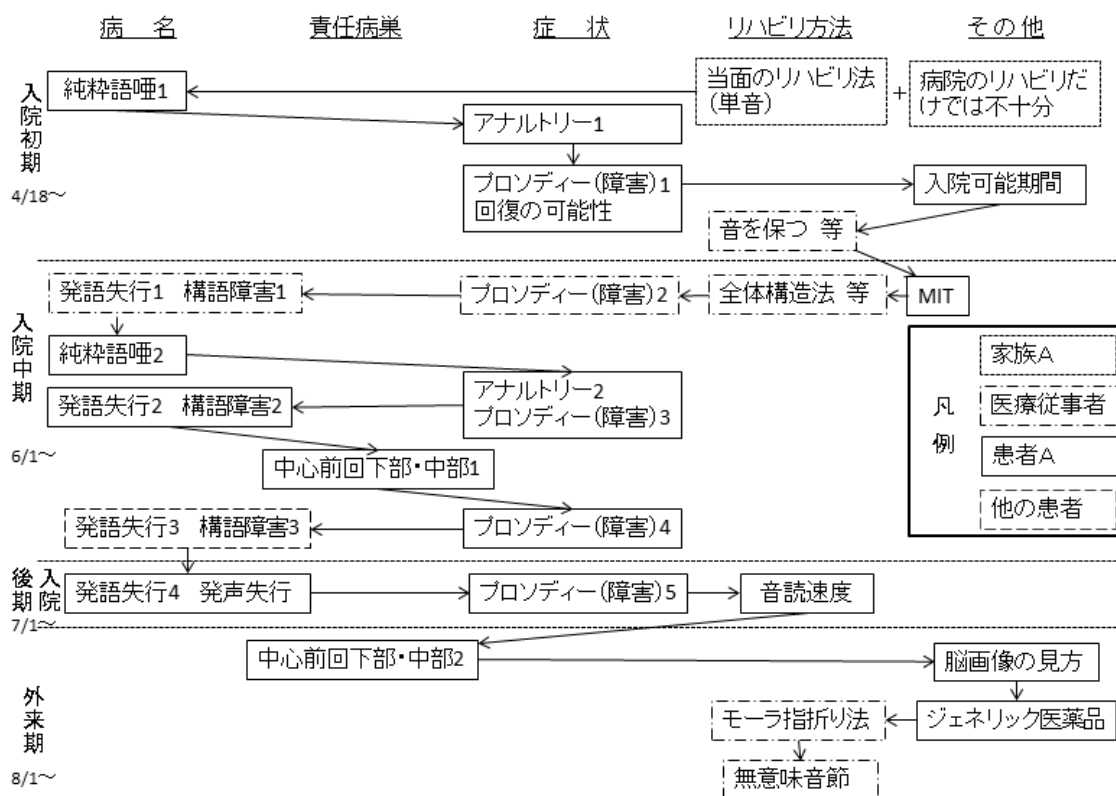 病　名　責任病巣　症　状　リハビリ方法　その他
入院初期
4/18～
純粋語唖1
当面のリハビリ法
(単音)
+
病院のリハビリだ
けでは不十分
アナルトリー1
プロソディー(障害)1
回復の可能性
入院可能期間
音を保つ 等
入院中期
6/1～
発語失行1　構語障害1
プロソディー(障害)2
全体構造法 等
MIT
純粋語唖2
アナルトリー2
プロソディー(障害)3
発語失行2　構語障害2
中心前回下部・中部1
プロソディー(障害)4
発語失行3　構語障害3
凡例
家族A
医療従事者
患者A
他の患者
入院後期
7/1～
発語失行4　発声失行
プロソディー(障害)5
音読速度
外来期
8/1～
中心前回下部・中部2
脳画像の見方
モーラ指折り法
ジェネリック医薬品
無意味音節